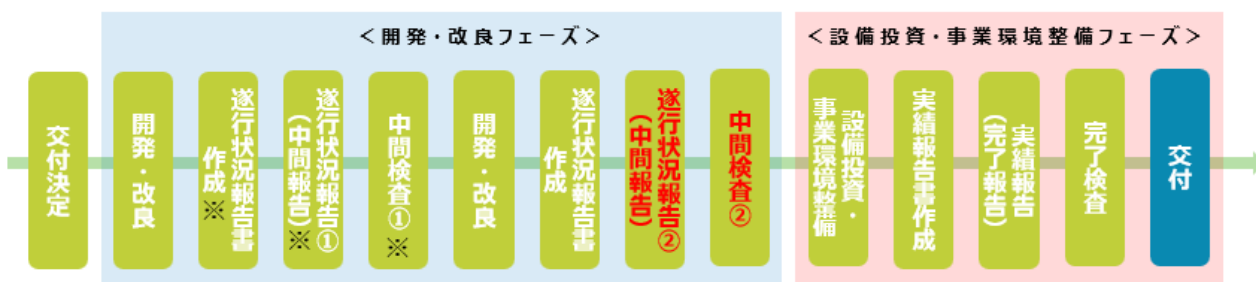 ＜開発・改良フェーズ＞
＜設備投資・事業環境整備フェーズ＞
交付決定
開発・改良
遂行状況報告書
作成※
遂行状況報告①
（中間報告）※
中間検査①※
開発・改良
遂行状況報告書
作成
遂行状況報告②
（中間報告）
中間検査②
設備投資・
事業環境整備
実績報告書作成
実績報告
（完了報告）
完了検査
交付